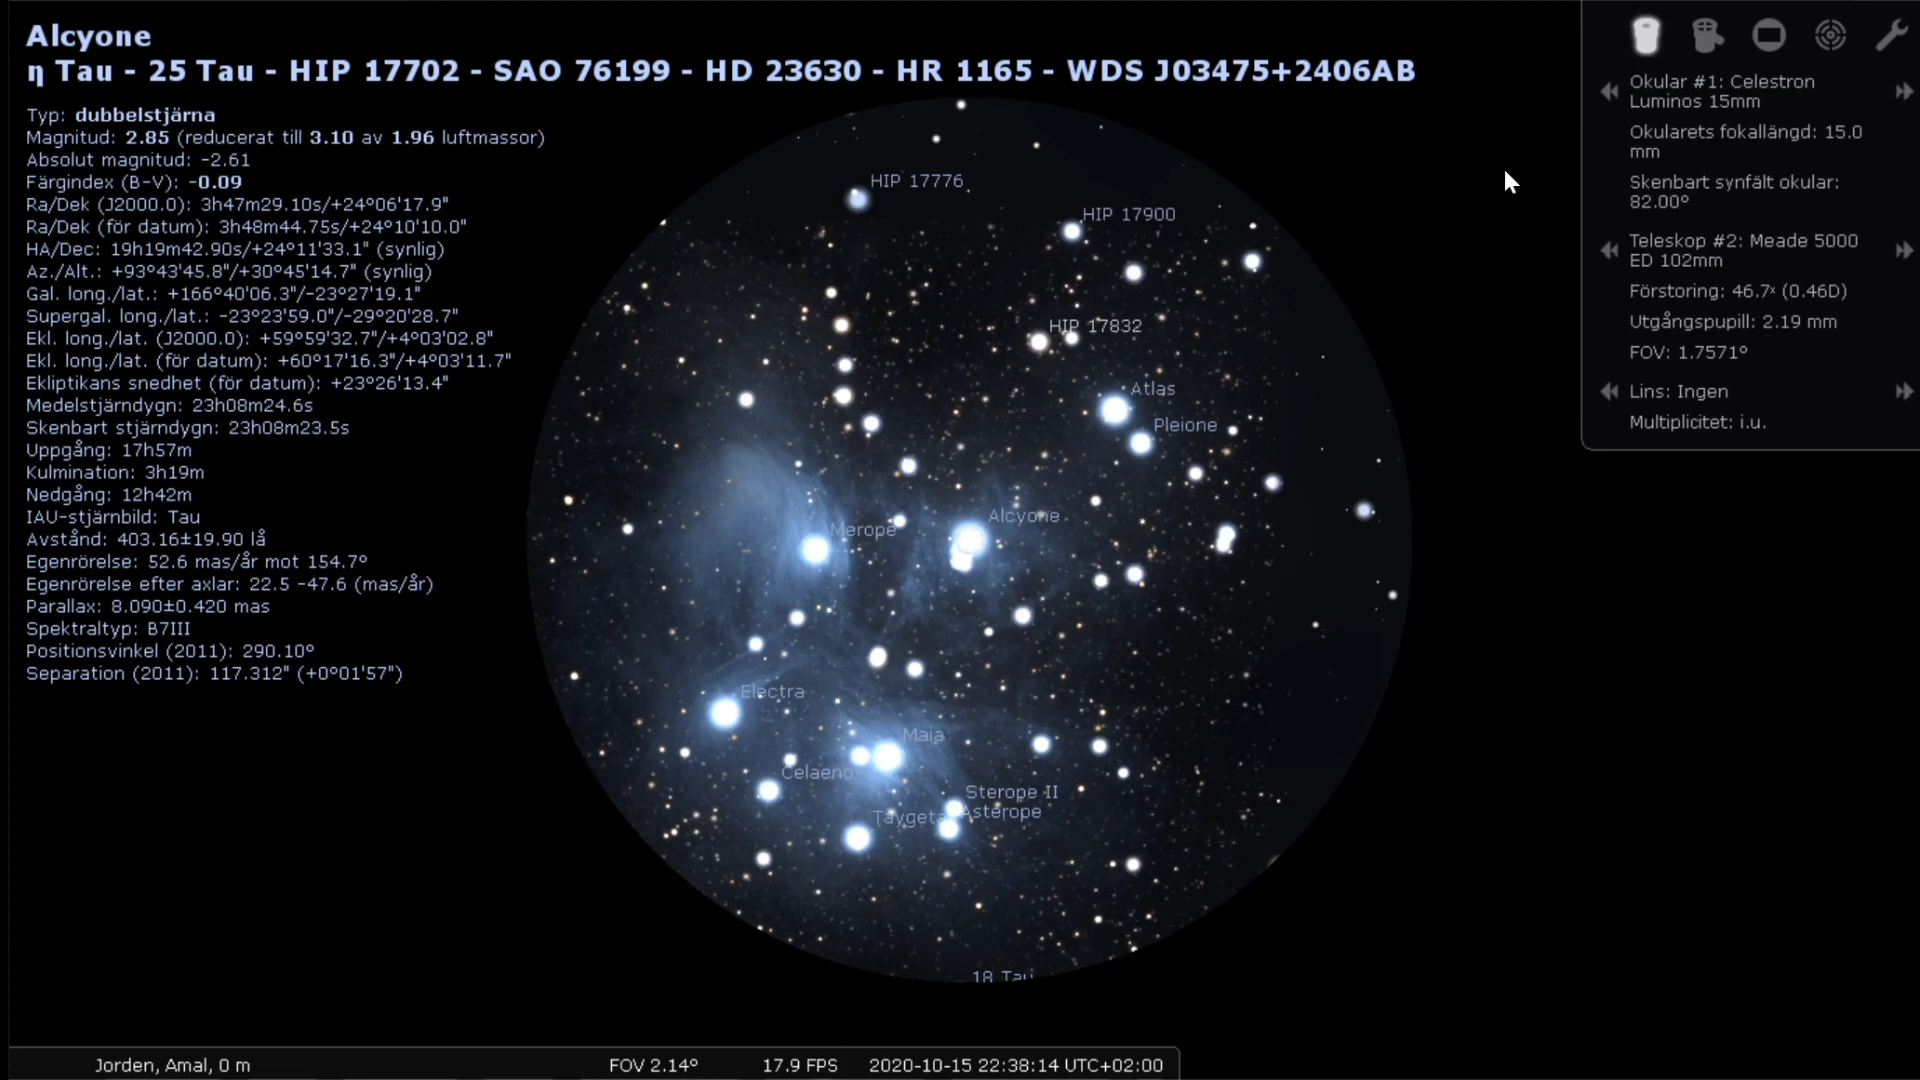 Alcyone
η Tau - 25 Tau - HIP 17702 - SAO 76199 - HD 23630 - HR 1165 - WDS J03475+2406AB
Typ: dubbelstjärna
Magnitud: 2.85 (reducerat till 3.10 av 1.96 luftmassor)
Absolut magnitud: -2.61
Färgindex (B-V): -0.09
Ra/Dek (J2000.0): 3h47m29.10s/+24°06'17.9"
Ra/Dek (för datum): 3h48m44.75s/+24°10'10.0"
HA/Dec: 19h19m42.90s/+24°11'33.1" (synlig)
Az./Alt.: +93°43'45.8"/+30°45'14.7" (synlig)
Gal. long./lat.: +166°40'06.3"/-23°27'19.1"
Supergal. long./lat.: -23°23'59.0"/-29°20'28.7"
Ekl. long./lat. (J2000.0): +59°59'32.7"/+4°03'02.8"
Ekl. long./lat. (för datum): +60°17'16.3"/+4°03'11.7"
Ekliptikans snedhet (för datum): +23°26'13.4"
Medelstjärndygn: 23h08m24.6s
Skenbart stjärndygn: 23h08m23.5s
Uppgång: 17h57m
Kulmination: 3h19m
Nedgång: 12h42m
IAU-stjärnbild: Tau
Avstånd: 403.16±19.90 lå
Egenrörelse: 52.6 mas/år mot 154.7°
Egenrörelse efter axlar: 22.5 -47.6 (mas/år)
Parallax: 8.090±0.420 mas
Spektraltyp: B7III
Positionsvinkel (2011): 290.10°
Separation (2011): 117.312" (+0°01'57")
HIP 17776
HIP 17900
HIP 17832
Atlas
Pleione
Alcyone
Merope
Electra
Maia
Celaeno
Sterope II
Asterope
Taygeta
18 Tau
Okular #1: Celestron
Luminos 15mm
Okularets fokallängd: 15.0
mm
Skenbart synfält okular:
82.00°
Teleskop #2: Meade 5000
ED 102mm
Förstoring: 46.7ˣ (0.46D)
Utgångspupill: 2.19 mm
FOV: 1.7571°
Lins: Ingen
Multiplicitet: i.u.
Jorden, Amal, 0 m
FOV 2.14°
17.9 FPS
2020-10-15 22:38:14 UTC+02:00